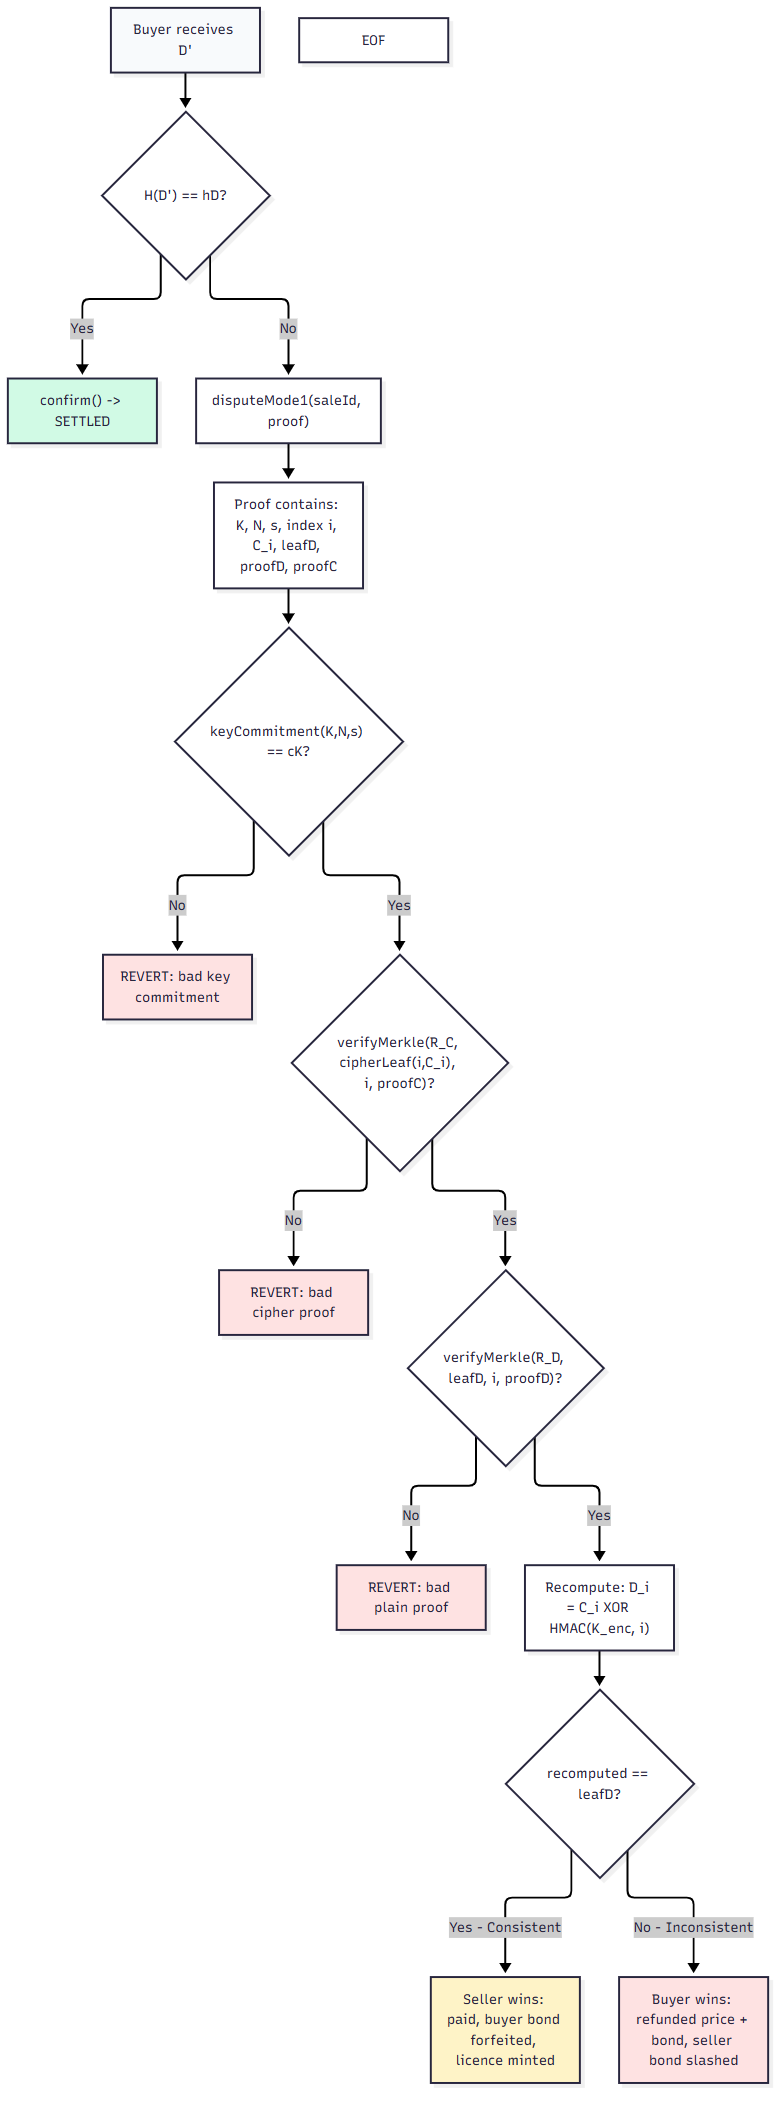 Buyer receives
D'
EOF
H(D') == hD?
Yes
No
confirm() ->
SETTLED
disputeMode1(saleId,
proof)
Proof contains:
K, N, s, index i,
C_i, leafD,
proofD, proofC
keyCommitment(K,N,s)
== cK?
No
Yes
REVERT: bad key
commitment
verifyMerkle(R_C,
cipherLeaf(i,C_i),
i, proofC)?
No
Yes
REVERT: bad
cipher proof
verifyMerkle(R_D,
leafD, i, proofD)?
No
Yes
REVERT: bad
plain proof
Recompute: D_i
= C_i XOR
HMAC(K_enc, i)
recomputed ==
leafD?
Yes - Consistent
No - Inconsistent
Seller wins:
paid, buyer bond
forfeited,
licence minted
Buyer wins:
refunded price +
bond, seller
bond slashed